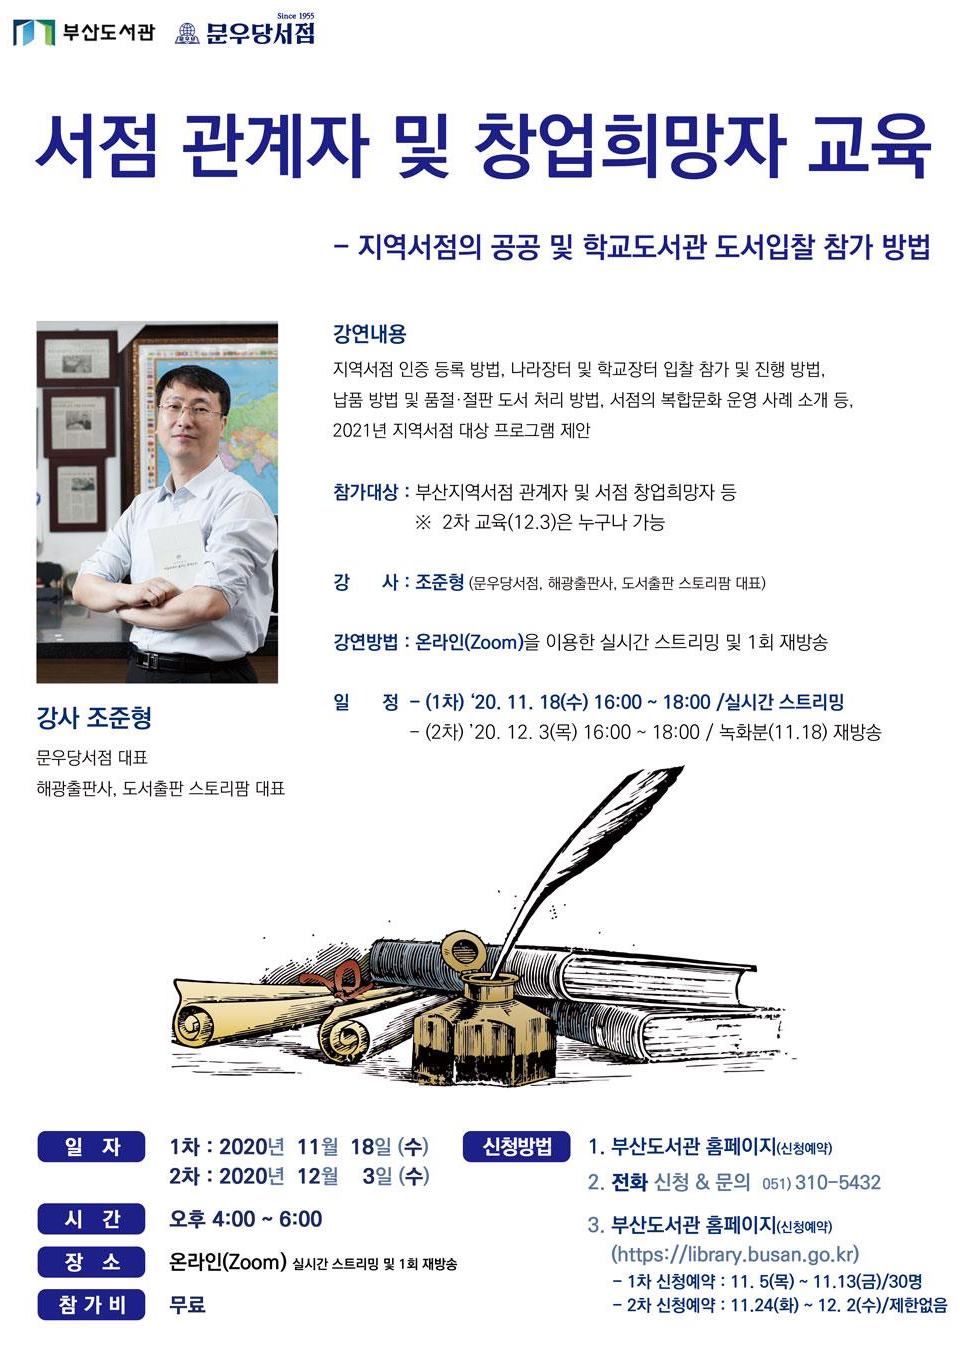 부산도서관
Since 1955
문우당서점
서점 관계자 및 창업희망자 교육
- 지역서점의 공공 및 학교도서관 도서입찰 참가 방법
강연내용
지역서점 인증 등록 방법, 나라장터 및 학교장터 입찰 참가 및 진행 방법,
납품 방법 및 품절·절판 도서 처리 방법, 서점의 복합문화 운영 사례 소개 등,
2021년 지역서점 대상 프로그램 제안
참가대상 : 부산지역서점 관계자 및 서점 창업희망자 등
※ 2차 교육(12.3)은 누구나 가능
강 사 : 조준형 (문우당서점, 해광출판사, 도서출판 스토리팜 대표)
강연방법 : 온라인(Zoom)을 이용한 실시간 스트리밍 및 1회 재방송
일 정 - (1차) ‘20. 11. 18(수) 16:00 ~ 18:00 /실시간 스트리밍
- (2차) ’20. 12. 3(목) 16:00 ~ 18:00 / 녹화분(11.18) 재방송
강사 조준형
문우당서점 대표
해광출판사, 도서출판 스토리팜 대표
일 자
1차 : 2020년 11월 18일 (수)
2차 : 2020년 12월 3일 (수)
시 간
오후 4:00 ~ 6:00
장 소
온라인(Zoom) 실시간 스트리밍 및 1회 재방송
참 가 비
무료
신청방법
1. 부산도서관 홈페이지(신청예약)
2. 전화 신청 & 문의 051) 310-5432
3. 부산도서관 홈페이지(신청예약)
(https://library.busan.go.kr)
- 1차 신청예약 : 11. 5(목) ~ 11.13(금)/30명
- 2차 신청예약 : 11.24(화) ~ 12. 2(수)/제한없음